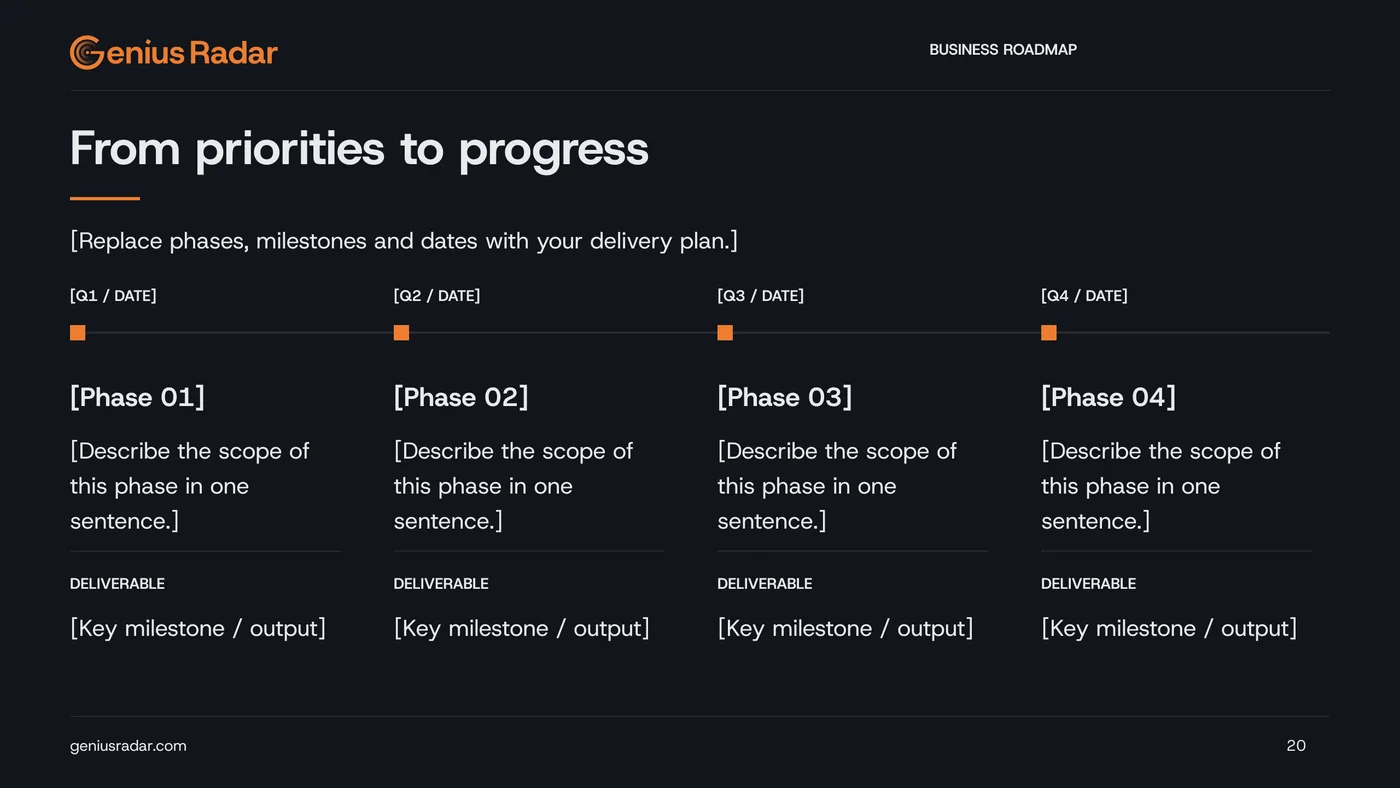 Genius Radar
BUSINESS ROADMAP
From priorities to progress
[Replace phases, milestones and dates with your delivery plan.]
[Q1 / DATE]
[Q2 / DATE]
[Q3 / DATE]
[Q4 / DATE]
[Phase 01]
[Describe the scope of
this phase in one
sentence.]
DELIVERABLE
[Key milestone / output]
[Phase 02]
[Describe the scope of
this phase in one
sentence.]
DELIVERABLE
[Key milestone / output]
[Phase 03]
[Describe the scope of
this phase in one
sentence.]
DELIVERABLE
[Key milestone / output]
[Phase 04]
[Describe the scope of
this phase in one
sentence.]
DELIVERABLE
[Key milestone / output]
geniusradar.com
20